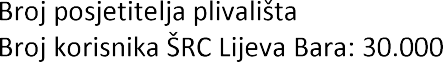 Broj posjetitelja plivališta
Broj korisnika ŠRC Lijeva Bara: 30.000